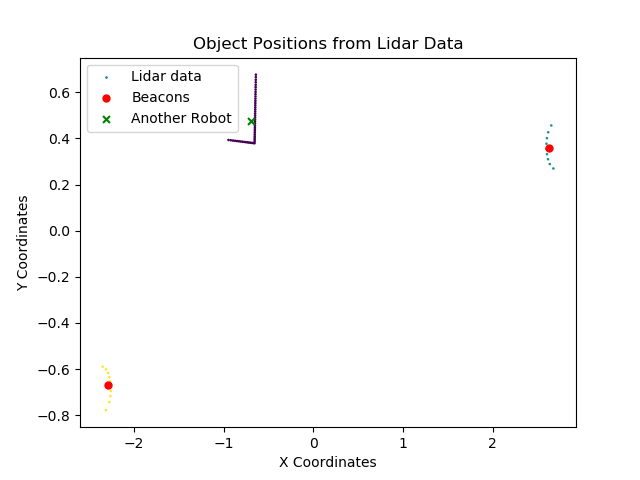 Object Positions from Lidar Data
Lidar data
Beacons
Another Robot
Y Coordinates
0.6
0.4
0.2
0.0
−0.2
−0.4
−0.6
−0.8
−2
−1
0
1
2
X Coordinates